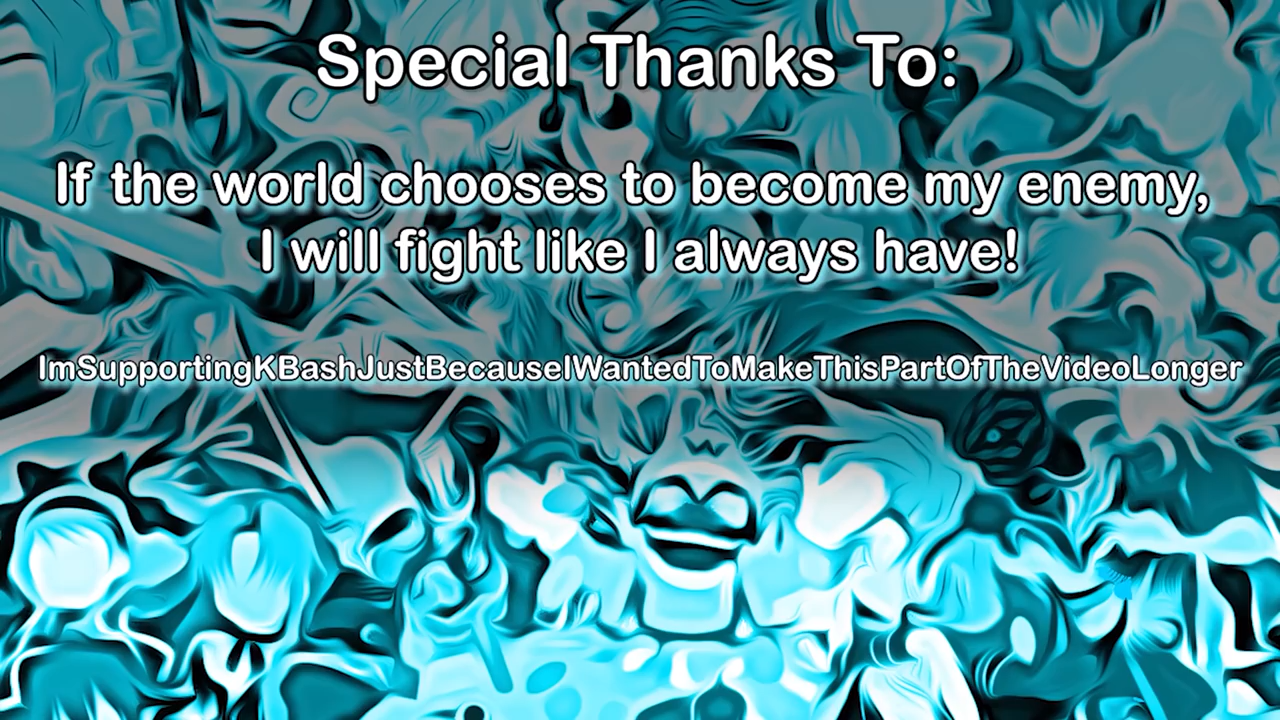 Special Thanks To:
If the world chooses to become my enemy,
I will fight like I always have!
ImSupportingKBashJustBecauseIWantedToMakeThisPartOfTheVideoLonger